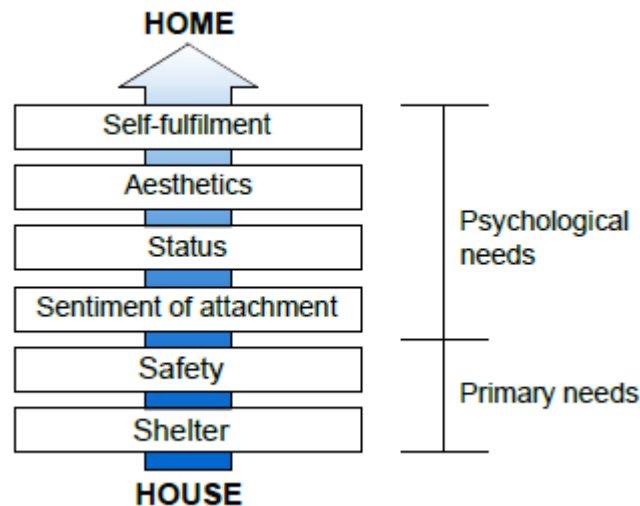 HOME
Self-fulfilment
Aesthetics
Status
Sentiment of attachment
Safety
Shelter
HOUSE
Psychological
needs
Primary needs